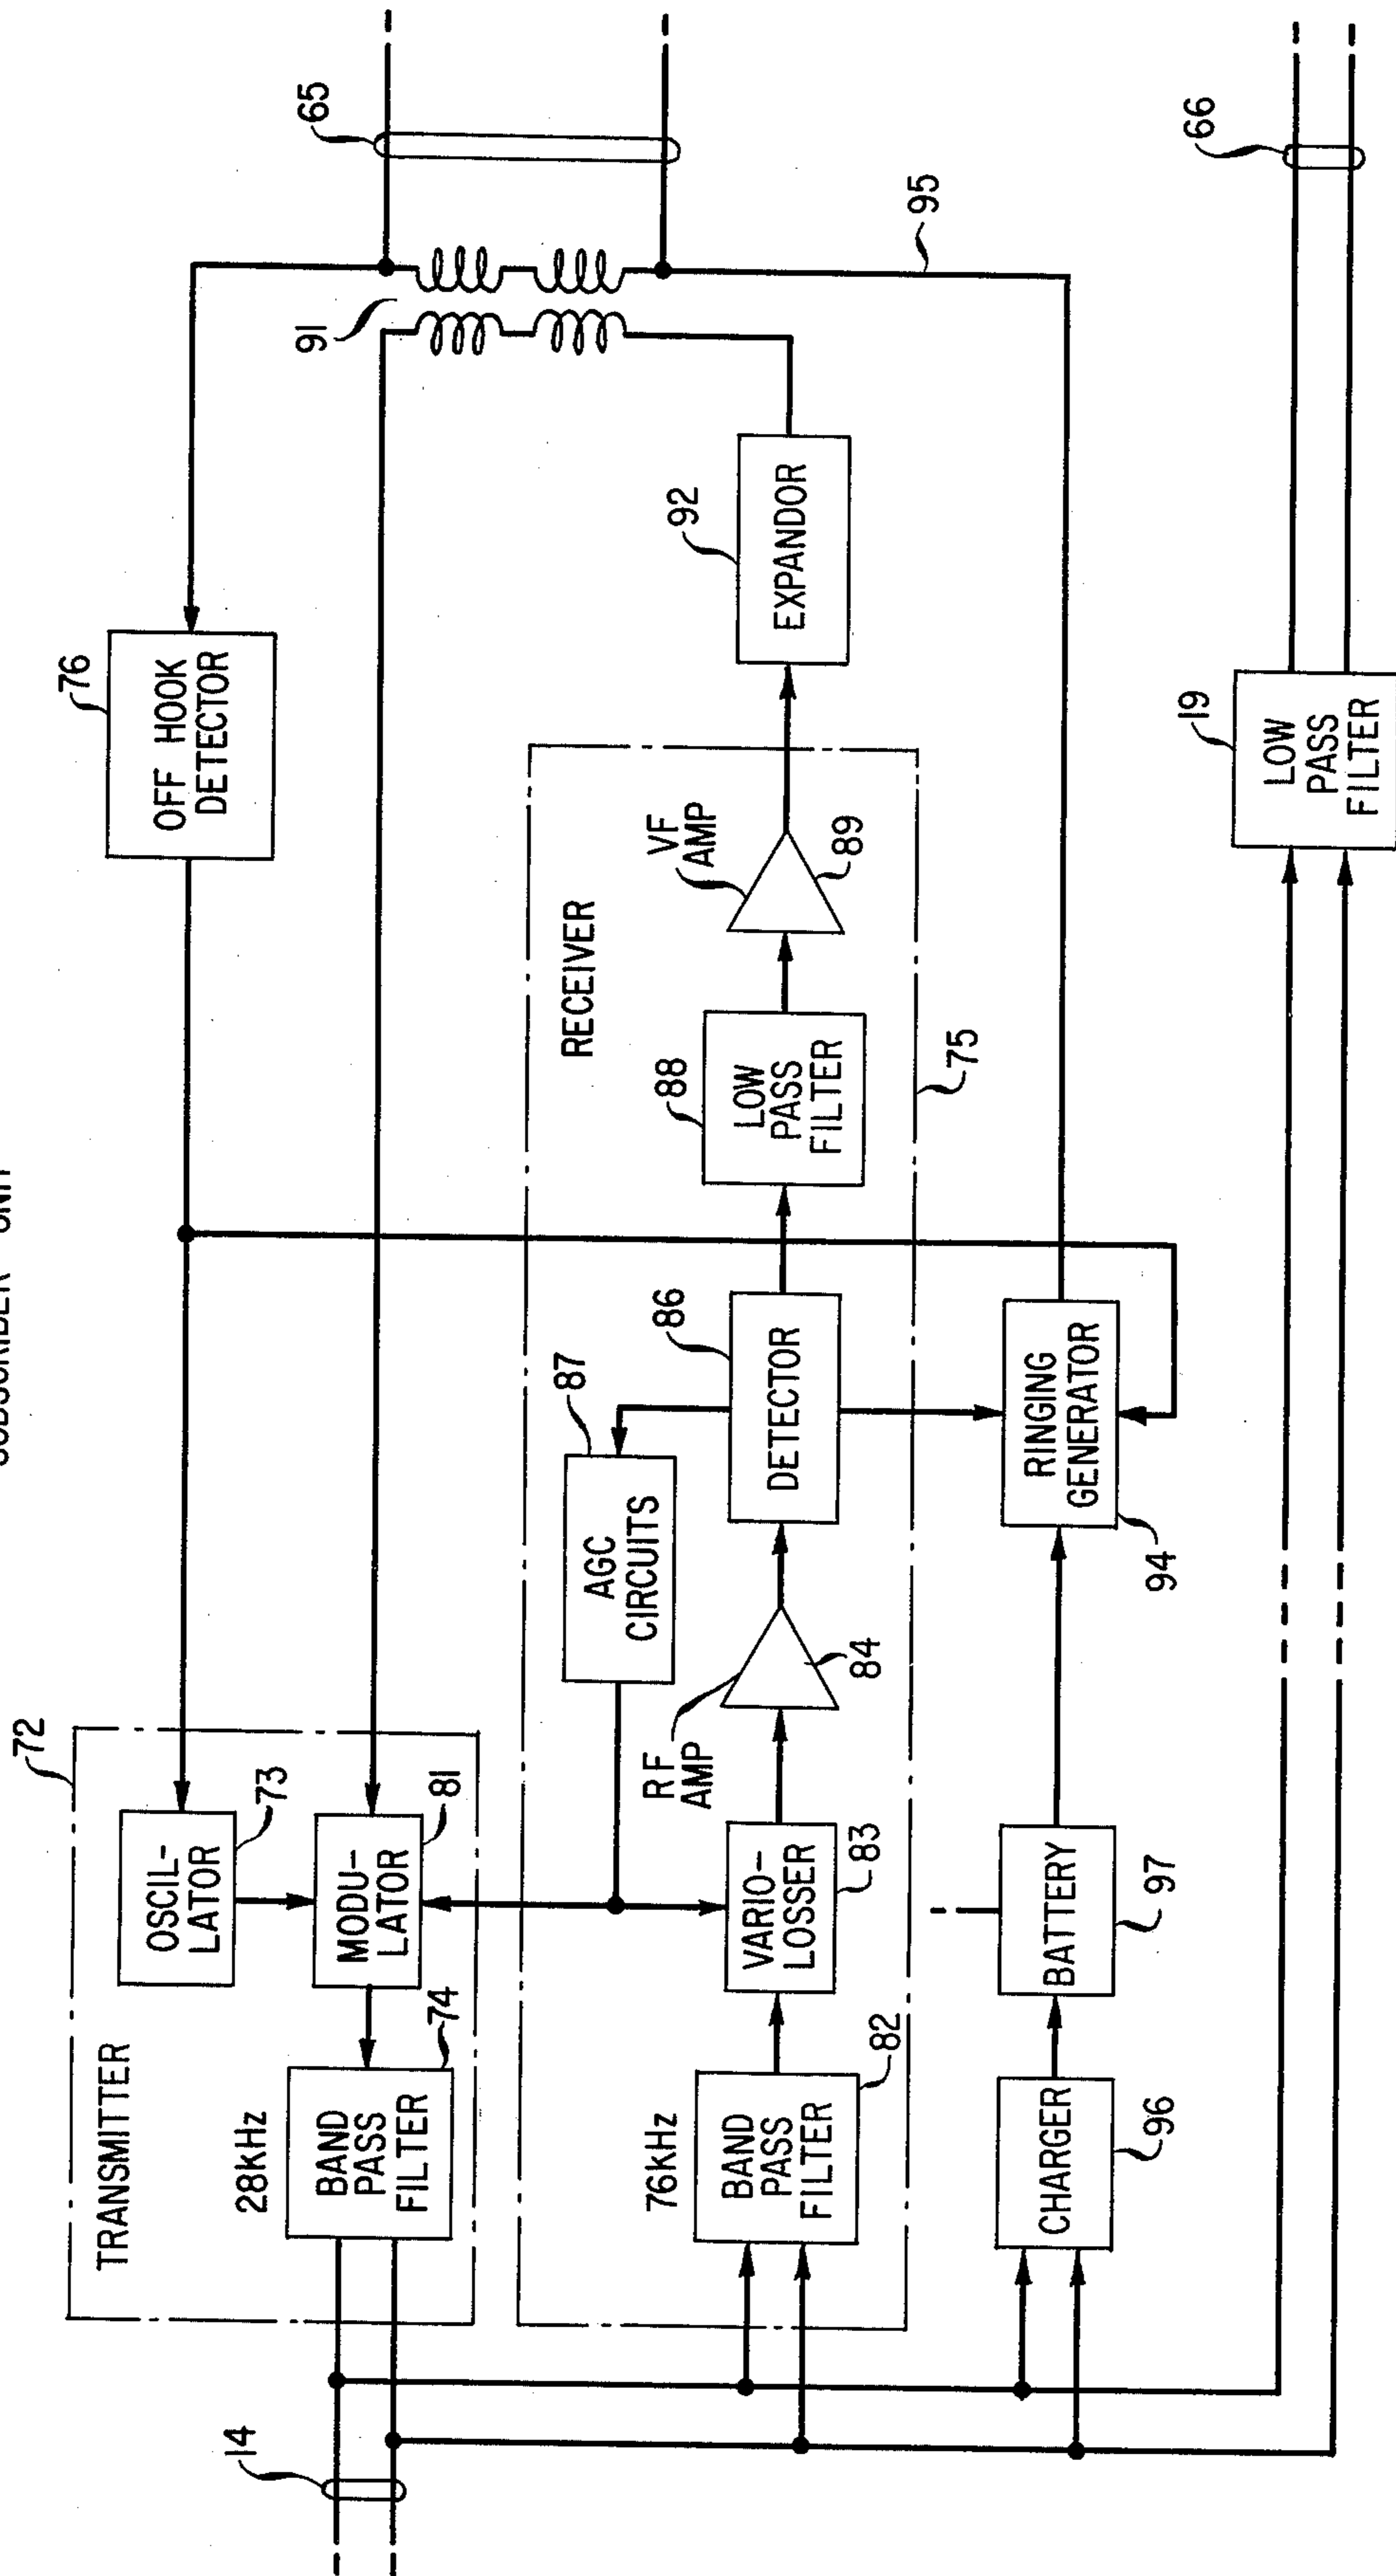 SUBSCRIBER UNIT
72
TRANSMITTER
OSCIL-
LATOR
73
76
OFF HOOK
DETECTOR
14
28kHz
BAND
PASS
FILTER
74
MODU-
LATOR
81
91
65
RECEIVER
AGC
CIRCUITS
87
76kHz
BAND
PASS
FILTER
82
VARIO-
LOSSER
83
RF
AMP
84
DETECTOR
86
LOW
PASS
FILTER
88
VF
AMP
89
EXPANDOR
92
75
95
CHARGER
96
BATTERY
97
RINGING
GENERATOR
94
19
LOW
PASS
FILTER
66